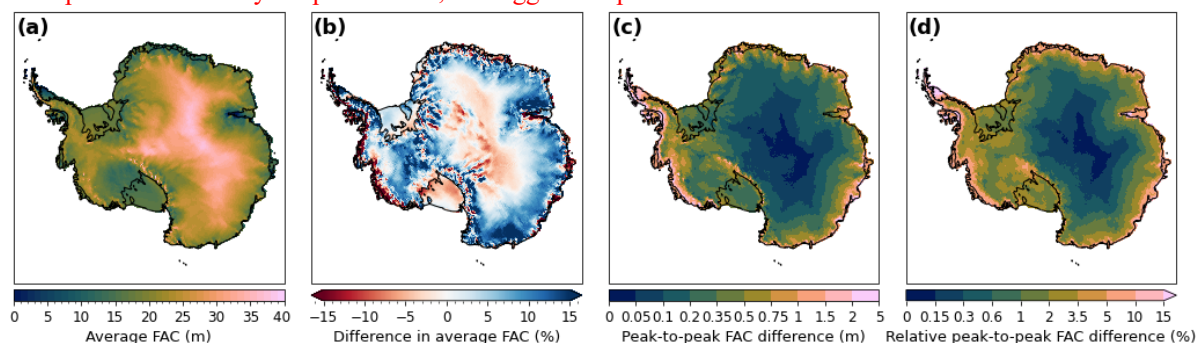 (a) (b) (c) (d)
0 5 10 15 20 25 30 35 40 −15 −10 −5 0 5 10 15 0 0.05 0.1 0.2 0.35 0.5 0.75 1 1.5 2 5 0 0.15 0.3 0.6 1 2 3.5 5 10 15
Average FAC (m) Difference in average FAC (%) Peak-to-peak FAC difference (m) Relative peak-to-peak FAC difference (%)